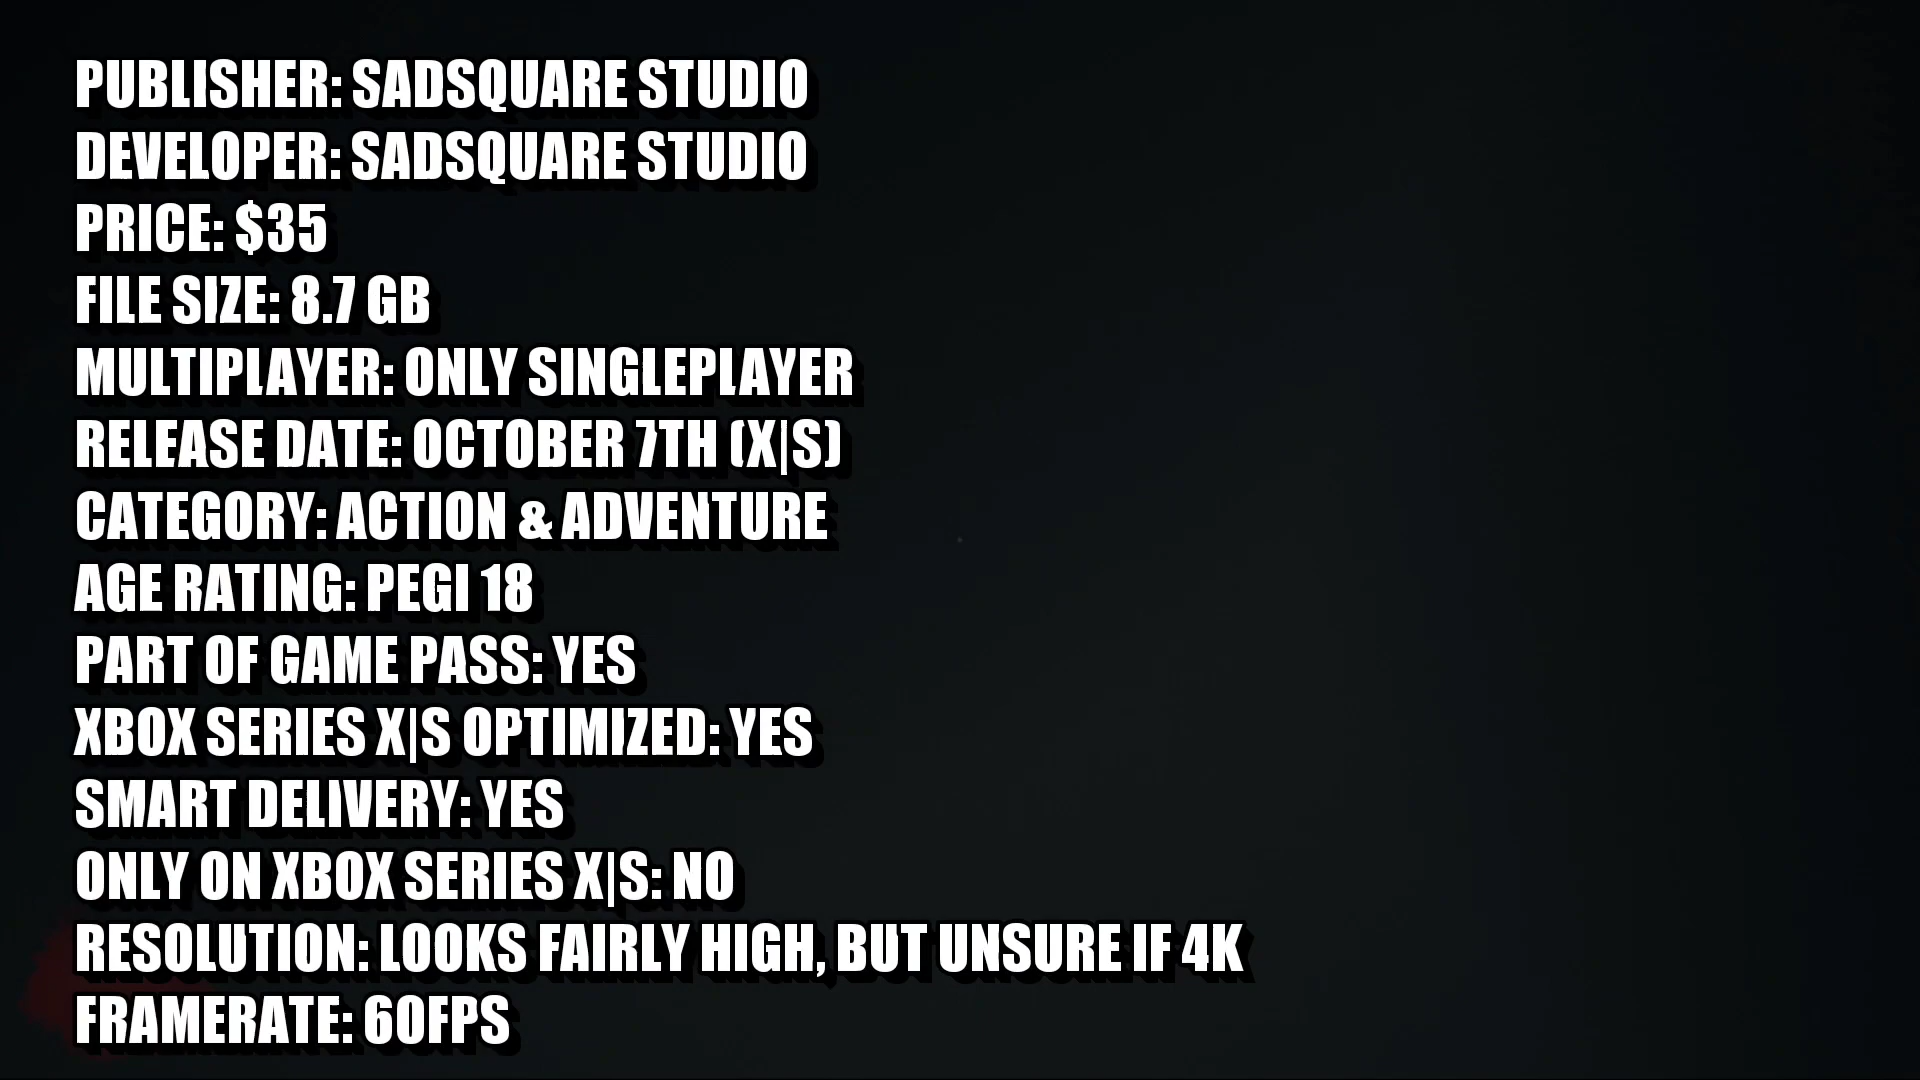 PUBLISHER: SADSQUARE STUDIO
DEVELOPER: SADSQUARE STUDIO
PRICE: $35
FILE SIZE: 8.7 GB
MULTIPLAYER: ONLY SINGLEPLAYER
RELEASE DATE: OCTOBER 7TH (X|S)
CATEGORY: ACTION & ADVENTURE
AGE RATING: PEGI 18
PART OF GAME PASS: YES
XBOX SERIES X|S OPTIMIZED: YES
SMART DELIVERY: YES
ONLY ON XBOX SERIES X|S: NO
RESOLUTION: LOOKS FAIRLY HIGH, BUT UNSURE IF 4K
FRAMERATE: 60FPS